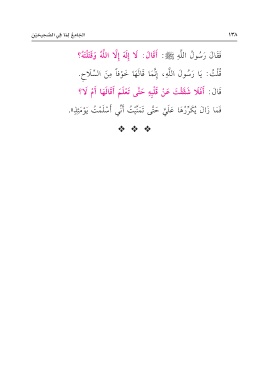 ١٣٨ الجامع لما في الصحيحين
فَقَالَ رَسُولُ اللَّهِ ﷺ: أَقَالَ: لَا إِلَهَ إِلَّا اللَّهُ وَقَتَلْتَهُ؟
قُلْتُ: يَا رَسُولَ اللَّهِ، إِنَّمَا قَالَهَا خَوْفاً مِنَ السِّلَاحِ.
قَالَ: أَفَلَا شَقَقْتَ عَنْ قَلْبِهِ حَتَّى تَعْلَمَ أَقَالَهَا أَمْ لَا؟
فَمَا زَالَ يُكَرِّرُهَا عَلَيَّ حَتَّى تَمَنَّيْتُ أَنِّي أَسْلَمْتُ يَوْمَئِذٍ».